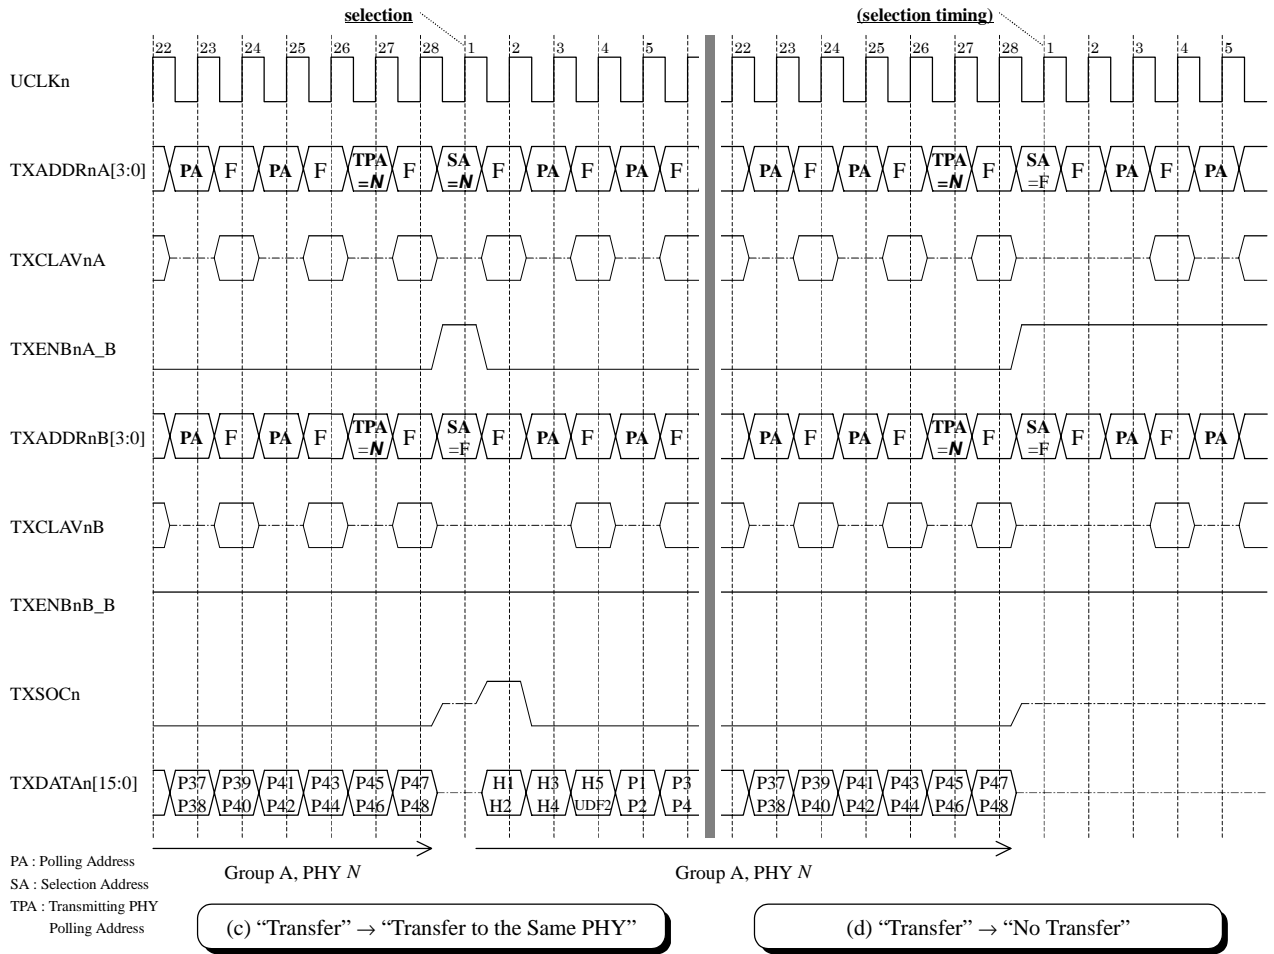 selection (selection timing)
22 23 24 25 26 27 28 1 2 3 4 5 22 23 24 25 26 27 28 1 2 3 4 5
UCLKn
TXADDRnA[3:0] PA F PA F TPA =N F SA =N F PA F PA F PA F PA F TPA =N F SA =F F PA F PA
TXCLAVnA
TXENBnA_B
TXADDRnB[3:0] PA F PA F TPA =N F SA =F F PA F PA F PA F PA F TPA =N F SA =F F PA F PA
TXCLAVnB
TXENBnB_B
TXSOCn
TXDATAn[15:0]
P37 P39 P41 P43 P45 P47 H1 H3 H5 P1 P3 P37 P39 P41 P43 P45 P47
P38 P40 P42 P44 P46 P48 H2 H4 UDF2 P2 P4 P38 P40 P42 P44 P46 P48
Group A, PHY N Group A, PHY N
PA : Polling Address
SA : Selection Address
TPA : Transmitting PHY
Polling Address
(c) “Transfer” → “Transfer to the Same PHY” (d) “Transfer” → “No Transfer”